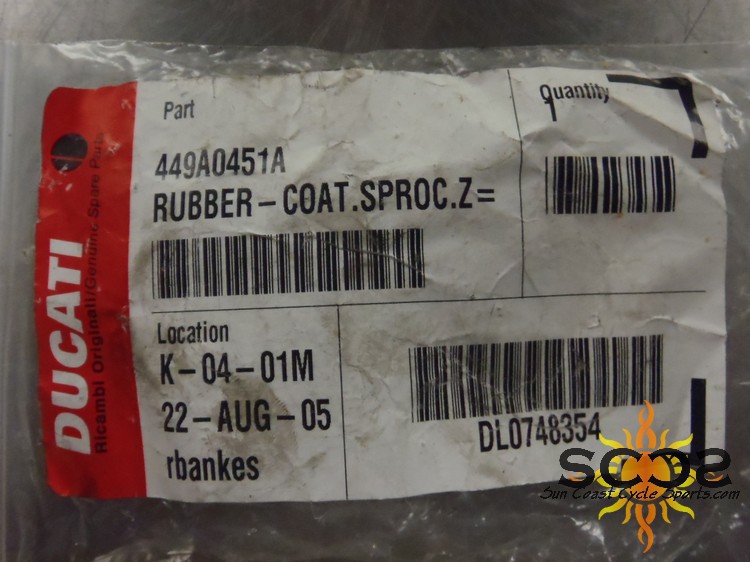 DUCATI
Ricambi Originali/Genuine Spare Parts
Part
449A0451A
RUBBER-COAT.SPROC.Z=
Quantity
1
Location
K-04-01M
22-AUG-05
rbankes
DL0748354
SCCS
Sun Coast Cycle Sports.com